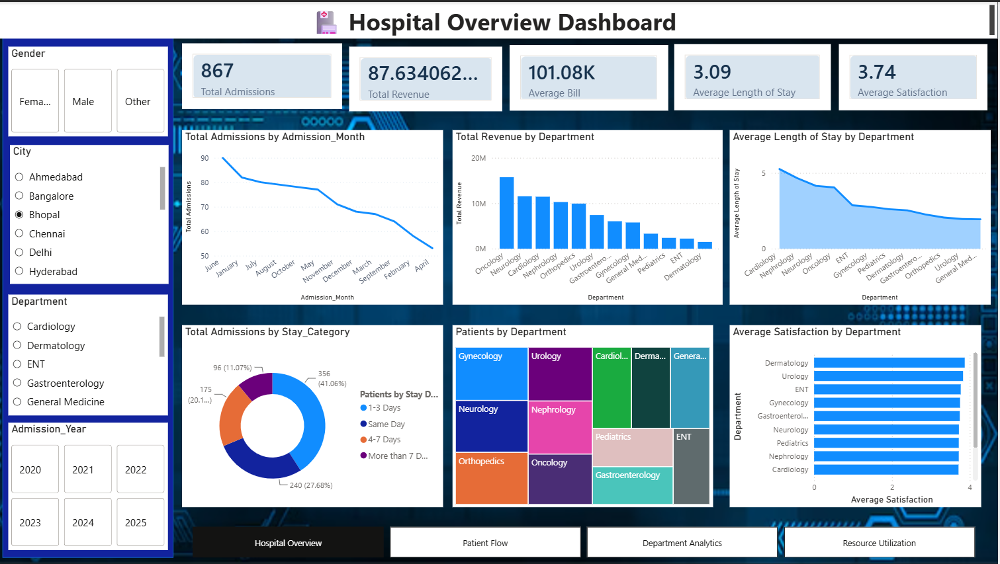 Hospital Overview Dashboard
Gender
Fema...
Male
Other
City
Ahmedabad
Bangalore
Bhopal
Chennai
Delhi
Hyderabad
Department
Cardiology
Dermatology
ENT
Gastroenterology
General Medicine
Admission_Year
2020
2021
2022
2023
2024
2025
867
Total Admissions
87.634062...
Total Revenue
101.08K
Average Bill
3.09
Average Length of Stay
3.74
Average Satisfaction
Total Admissions by Admission_Month
Total Admissions
90
80
70
60
50
June
January
July
August
October
May
November
December
March
September
February
April
Admission_Month
Total Revenue by Department
Total Revenue
20M
10M
0M
Oncology
Neurology
Cardiology
Nephrology
Orthopedics
Urology
Gastroentero...
Gynecology
General Med...
Pediatrics
ENT
Dermatology
Department
Average Length of Stay by Department
Average Length of Stay
5
0
Cardiology
Nephrology
Neurology
Oncology
ENT
Gynecology
Pediatrics
Dermatology
Gastroentero...
Orthopedics
Urology
General Med...
Department
Total Admissions by Stay_Category
96 (11.07%)
356
(41.06%)
175
(20.1...)
240 (27.68%)
Patients by Stay D...
1-3 Days
Same Day
4-7 Days
More than 7 D...
Patients by Department
Gynecology
Urology
Cardiol...
Derma...
Genera...
Neurology
Nephrology
Pediatrics
ENT
Orthopedics
Oncology
Gastroenterology
Average Satisfaction by Department
Department
Dermatology
Urology
ENT
Gynecology
Gastroenterol...
Neurology
Pediatrics
Nephrology
Cardiology
0
2
4
Average Satisfaction
Hospital Overview
Patient Flow
Department Analytics
Resource Utilization